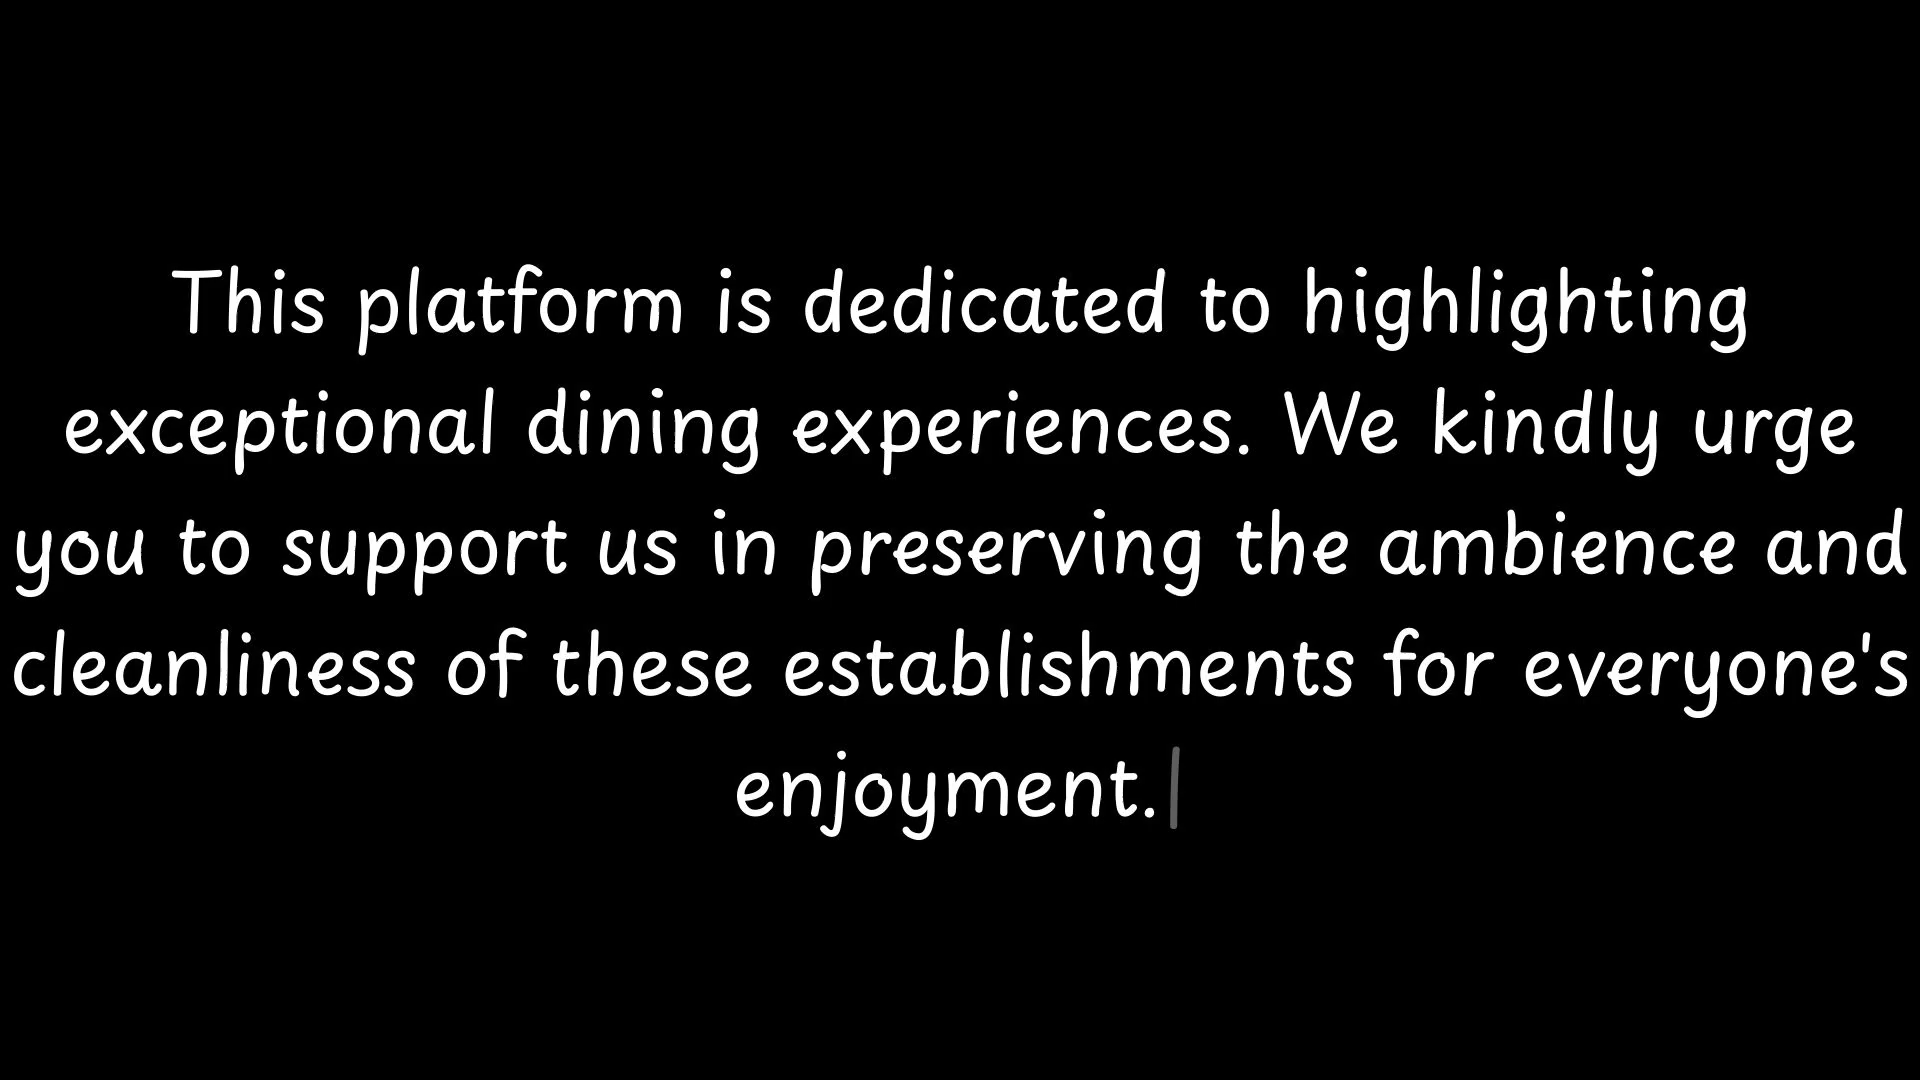 This platform is dedicated to highlighting
exceptional dining experiences. We kindly urge
you to support us in preserving the ambience and
cleanliness of these establishments for everyone's
enjoyment.